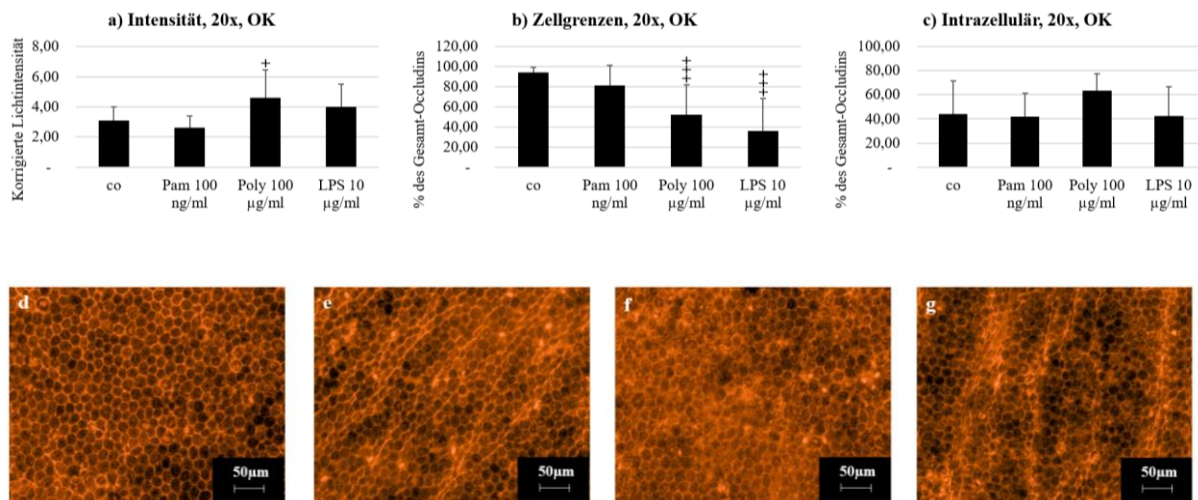 a) Intensität, 20x, OK
Korrigierte Lichtintensität
8,00
6,00
4,00
2,00
-
+
co
Pam 100 ng/ml
Poly 100 µg/ml
LPS 10 µg/ml
b) Zellgrenzen, 20x, OK
% des Gesamt-Occludins
120,00
100,00
80,00
60,00
40,00
20,00
-
+++
+++
co
Pam 100 ng/ml
Poly 100 µg/ml
LPS 10 µg/ml
c) Intrazellulär, 20x, OK
% des Gesamt-Occludins
100,00
80,00
60,00
40,00
20,00
-
co
Pam 100 ng/ml
Poly 100 µg/ml
LPS 10 µg/ml
d
50µm
e
50µm
f
50µm
g
50µm